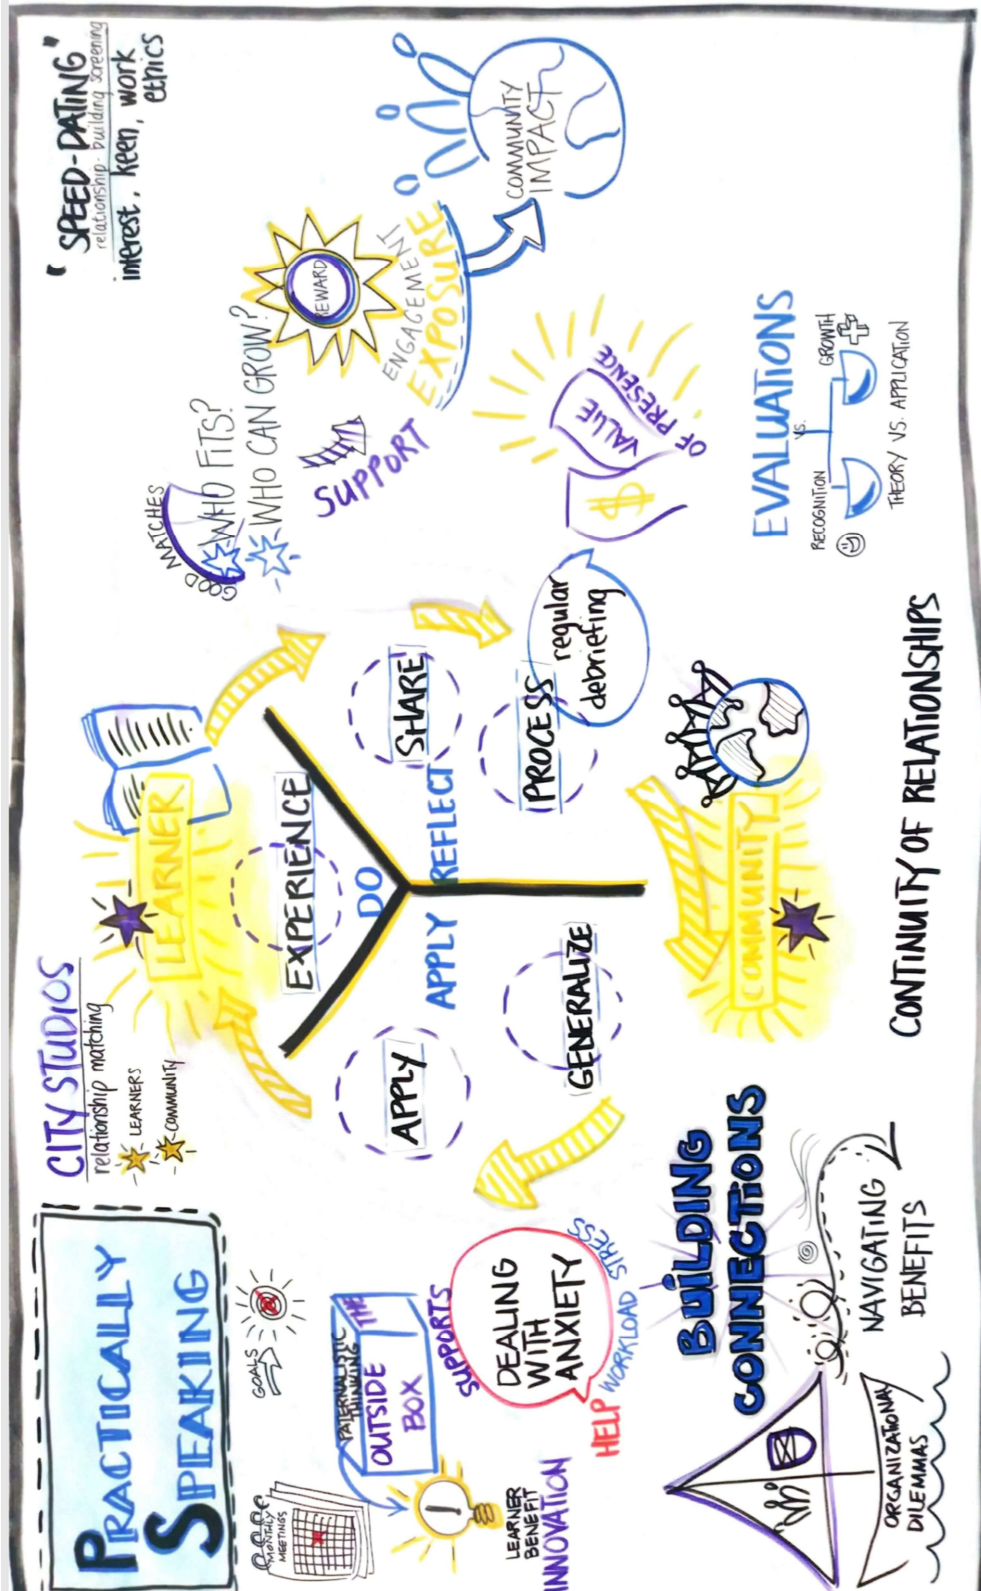 PRACTICALLY
SPEAKING
MONTHLY
MEETINGS
GOALS
PATERNALISTIC
THINKING
OUTSIDE
THE
BOX
LEARNER
BENEFIT
INNOVATION
SUPPORTS
DEALING
WITH
ANXIETY
HELP
WORKLOAD
STRESS
BUILDING
CONNECTIONS
ORGANIZATIONAL
DILEMMAS
NAVIGATING
BENEFITS
CITY STUDIOS
relationship matching
LEARNERS
COMMUNITY
LEARNER
EXPERIENCE
DO
SHARE
REFLECT
PROCESS
regular
debriefing
APPLY
APPLY
GENERALIZE
COMMUNITY
CONTINUITY OF RELATIONSHIPS
"SPEED-DATING"
relationship-building screening
interest, keen, work
ethics
GOOD MATCHES
WHO FITS?
WHO CAN GROW?
REWARD
SUPPORT
ENGAGEMENT
EXPOSURE
COMMUNITY
IMPACT
$
VALUE
OF PRESENCE
EVALUATIONS
RECOGNITION
VS.
GROWTH
THEORY VS. APPLICATION